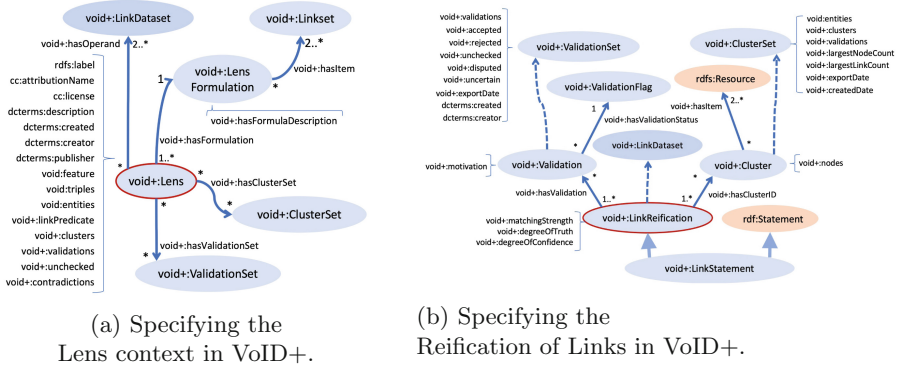 void+:LinkDataset
void+:Linkset
void+:hasOperand
2..*
2..*
rdfs:label
cc:attributionName
cc:license
dcterms:description
dcterms:created
dcterms:creator
dcterms:publisher
void:feature
void:triples
void:entities
void+:linkPredicate
void+:clusters
void+:validations
void+:unchecked
void+:contradictions
1
void+:Lens
Formulation
void+:hasItem
*
void+:hasFormulaDescription
void+:hasFormulation
1..*
*
void+:Lens
*
void+:hasClusterSet
*
*
void+:ClusterSet
void+:hasValidationSet
*
void+:ValidationSet
(a) Specifying the
Lens context in VoID+.
void+:validations
void+:accepted
void+:rejected
void+:unchecked
void+:disputed
void+:uncertain
void+:exportDate
dcterms:created
dcterms:creator
void+:ValidationSet
void+:ClusterSet
void:entities
void+:clusters
void+:validations
void+:largestNodeCount
void+:largestLinkCount
void+:exportDate
void+:createdDate
void+:ValidationFlag
rdfs:Resource
1
void+:hasValidationStatus
void+:hasItem
2..*
*
void+:LinkDataset
*
void+:motivation
void+:Validation
void+:Cluster
void+:nodes
*
*
void+:hasValidation
1..*
1..*
void+:hasClusterID
void+:matchingStrength
void+:degreeOfTruth
void+:degreeOfConfidence
void+:LinkReification
rdf:Statement
void+:LinkStatement
(b) Specifying the
Reification of Links in VoID+.